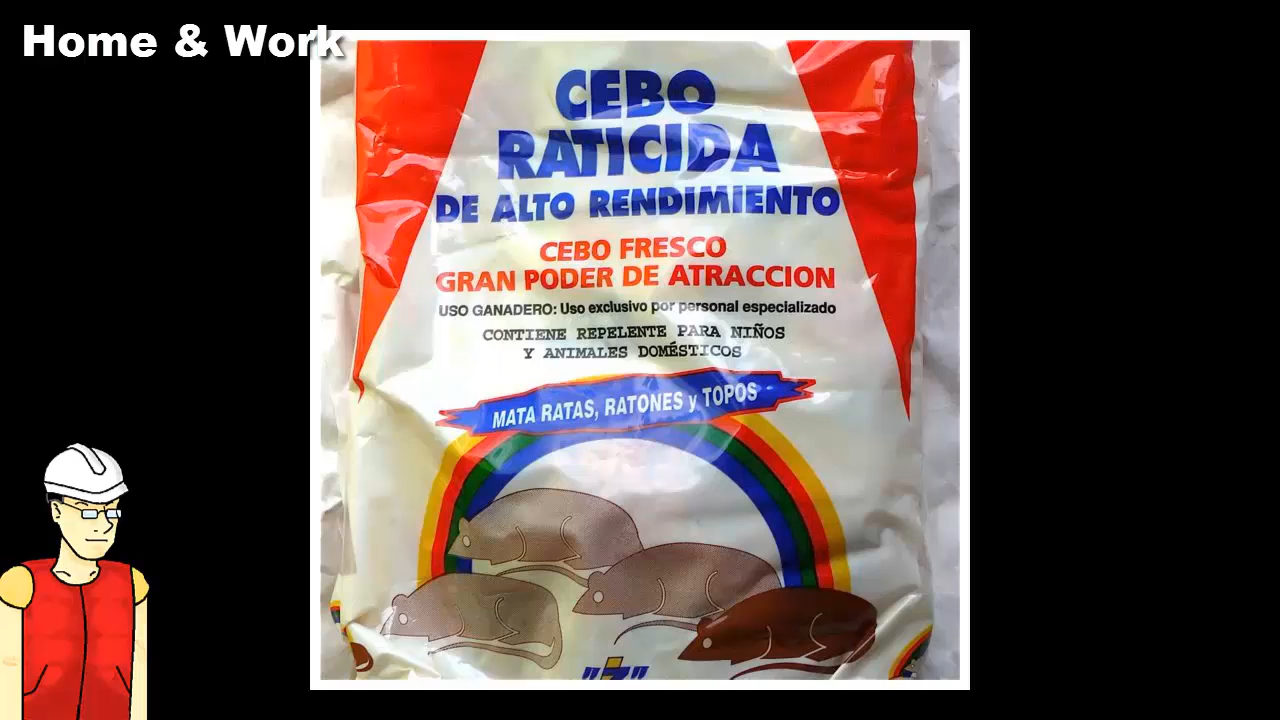 Home & Work
CEBO
RATICIDA
DE ALTO RENDIMIENTO
CEBO FRESCO
GRAN PODER DE ATRACCION
USO GANADERO: Uso exclusivo por personal especializado
CONTIENE REPELENTE PARA NIÑOS
Y ANIMALES DOMÉSTICOS
MATA RATAS, RATONES y TOPOS